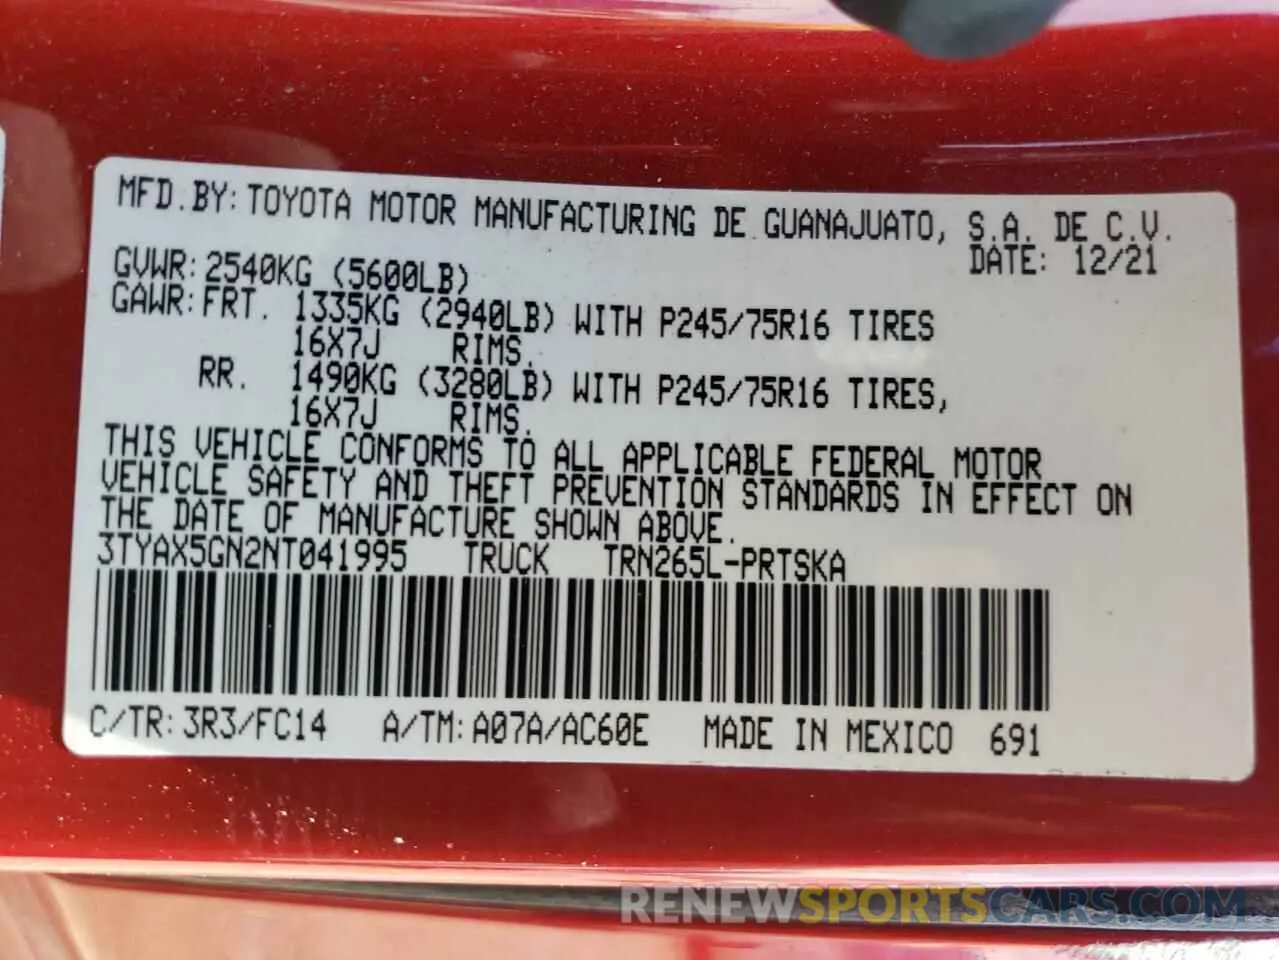 MFD.BY: TOYOTA MOTOR MANUFACTURING DE GUANAJUATO, S.A. DE C.V.
DATE: 12/21
GVWR: 2540KG (5600LB)
GAWR: FRT. 1335KG (2940LB) WITH P245/75R16 TIRES
16X7J RIMS.
RR. 1490KG (3280LB) WITH P245/75R16 TIRES,
16X7J RIMS.
THIS VEHICLE CONFORMS TO ALL APPLICABLE FEDERAL MOTOR
VEHICLE SAFETY AND THEFT PREVENTION STANDARDS IN EFFECT ON
THE DATE OF MANUFACTURE SHOWN ABOVE.
3TYAX5GN2NT041995 TRUCK TRN265L-PRTSKA
C/TR: 3R3/FC14 A/TM: A07A/AC60E MADE IN MEXICO 691
RENEWSPORTSCARS.COM